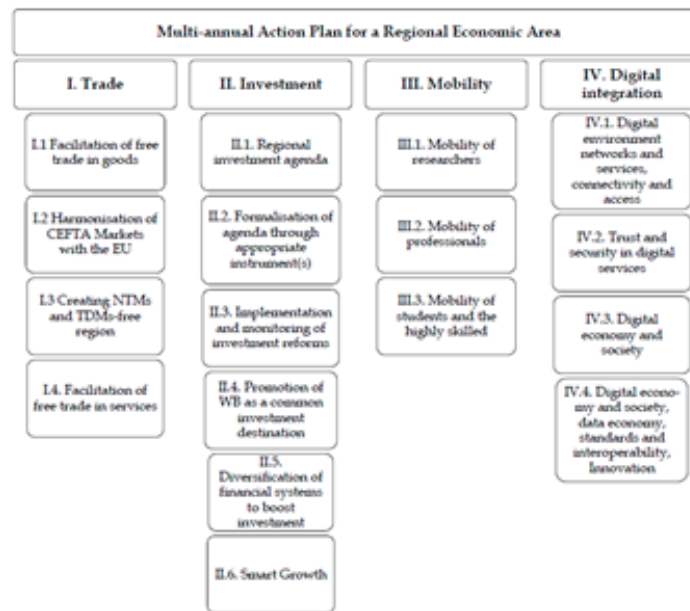 Multi-annual Action Plan for a Regional Economic Area
I. Trade
I.1 Facilitation of free
trade in goods
I.2 Harmonisation of
CEFTA Markets
with the EU
I.3 Creating NTMs
and TDMs-free
region
I.4. Facilitation of
free trade in services
II. Investment
II.1. Regional
investment agenda
II.2. Formalisation of
agenda through
appropriate
instrument(s)
II.3. Implementation
and monitoring of
investment reforms
II.4. Promotion of
WB as a common
investment
destination
II.5.
Diversification of
financial systems
to boost
investment
II.6. Smart Growth
III. Mobility
III.1. Mobility of
researchers
III.2. Mobility of
professionals
III.3. Mobility of
students and the
highly skilled
IV. Digital
integration
IV.1. Digital
environment
networks and
services,
connectivity and
access
IV.2. Trust and
security in digital
services
IV.3. Digital
economy and
society
IV.4. Digital econo-
my and society,
data economy,
standards and
interoperability,
Innovation